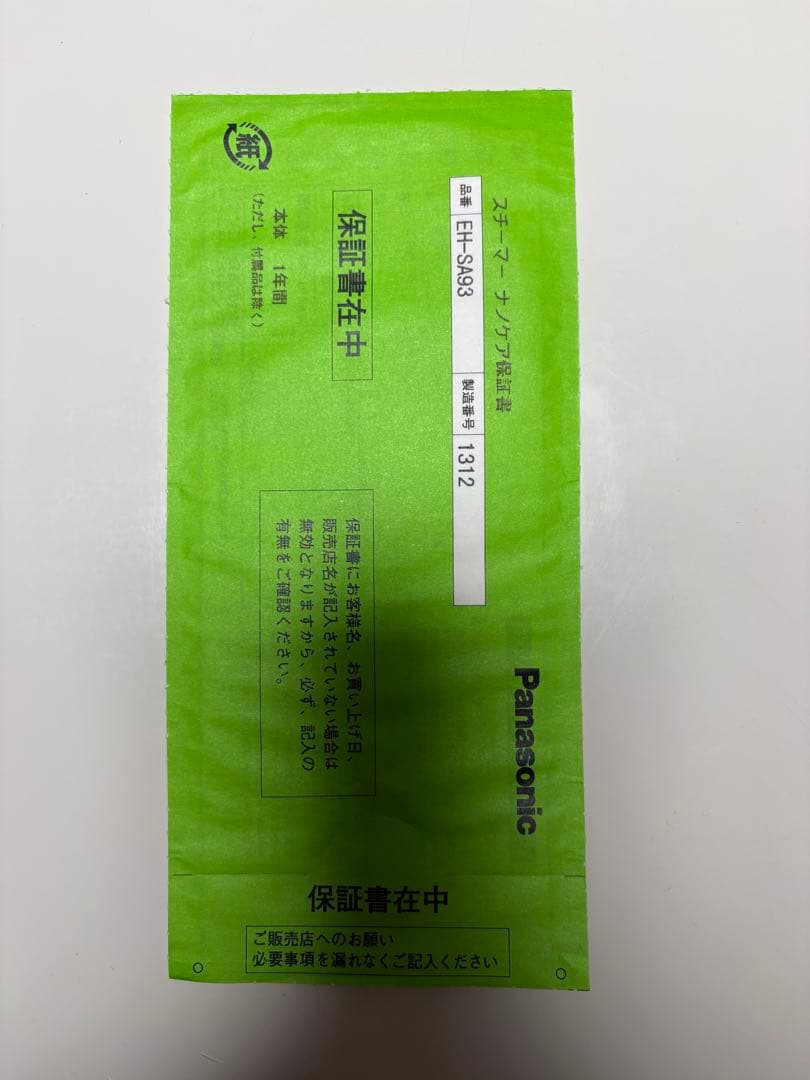 スチーマー ナノケア保証書
品番 EH-SA93 製造番号 1312
Panasonic
保証書在中
本体 1年間
(ただし、付属品は除く)
紙
保証書にお客様名、お買い上げ日、
販売店名が記入されていない場合は
無効となりますから、必ず、記入の
有無をご確認ください。
保証書在中
ご販売店へのお願い
必要事項を漏れなくご記入ください